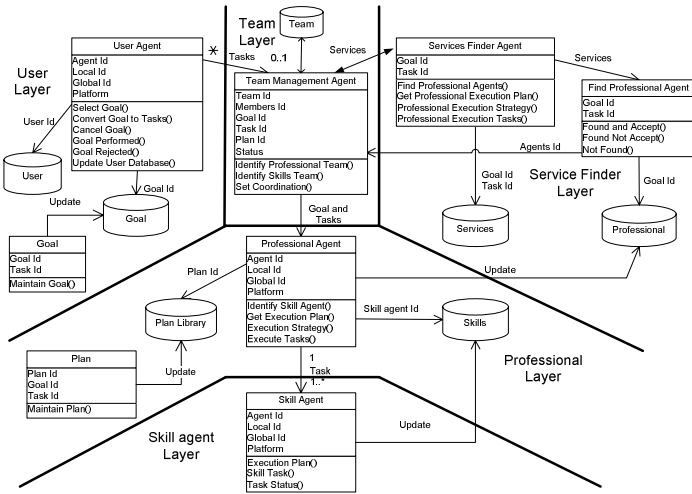 Team
Layer
Team
User Agent
Agent Id
Local Id
Global Id
Platform
Select Goal()
Convert Goal to Tasks()
Cancel Goal()
Goal Performed()
Goal Rejected()
Update User Database()
*
Tasks
0..1
Services
User
Layer
User Id
User
Goal Id
Goal
Update
Goal
Goal Id
Task Id
Maintain Goal()
Team Management Agent
Team Id
Members Id
Goal Id
Task Id
Plan Id
Status
Identify Professional Team()
Identify Skills Team()
Set Coordination()
Services Finder Agent
Goal Id
Task Id
Find Professional Agents()
Get Professional Execution Plan()
Professional Execution Strategy()
Professional Execution Tasks()
Services
Find Professional Agent
Goal Id
Task Id
Found and Accept()
Found Not Accept()
Not Found()
Agents Id
Goal Id
Task Id
Service Finder
Layer
Goal Id
Services
Professional
Goal and
Tasks
Professional Agent
Agent Id
Local Id
Global Id
Platform
Identify Skill Agent()
Get Execution Plan()
Execution Strategy()
Execute Tasks()
Plan Id
Update
Plan Library
Skill agent Id
Skills
Plan
Plan Id
Goal Id
Task Id
Maintain Plan()
Update
Professional
Layer
1
Task
1..*
Skill agent
Layer
Skill Agent
Agent Id
Local Id
Global Id
Platform
Execution Plan()
Skill Task()
Task Status()
Update